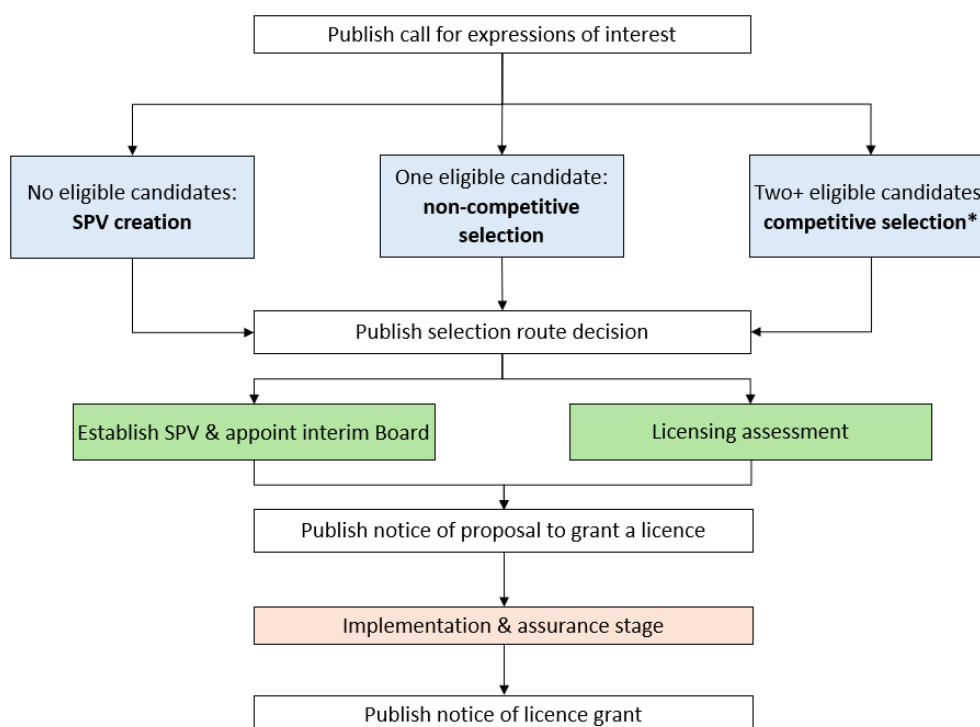 Publish call for expressions of interest
No eligible candidates:
SPV creation
One eligible candidate:
non-competitive
selection
Two+ eligible candidates
competitive selection*
Publish selection route decision
Establish SPV & appoint interim Board
Licensing assessment
Publish notice of proposal to grant a licence
Implementation & assurance stage
Publish notice of licence grant